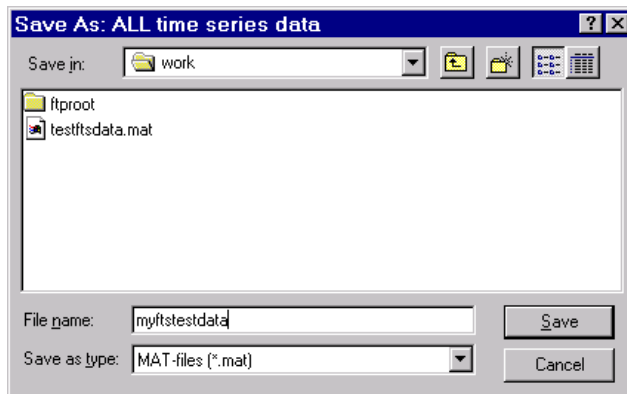 Save As: ALL time series data
Save in: work
ftproot
testftsdata.mat
File name: myftstestdata Save
Save as type: MAT-files (*.mat) Cancel